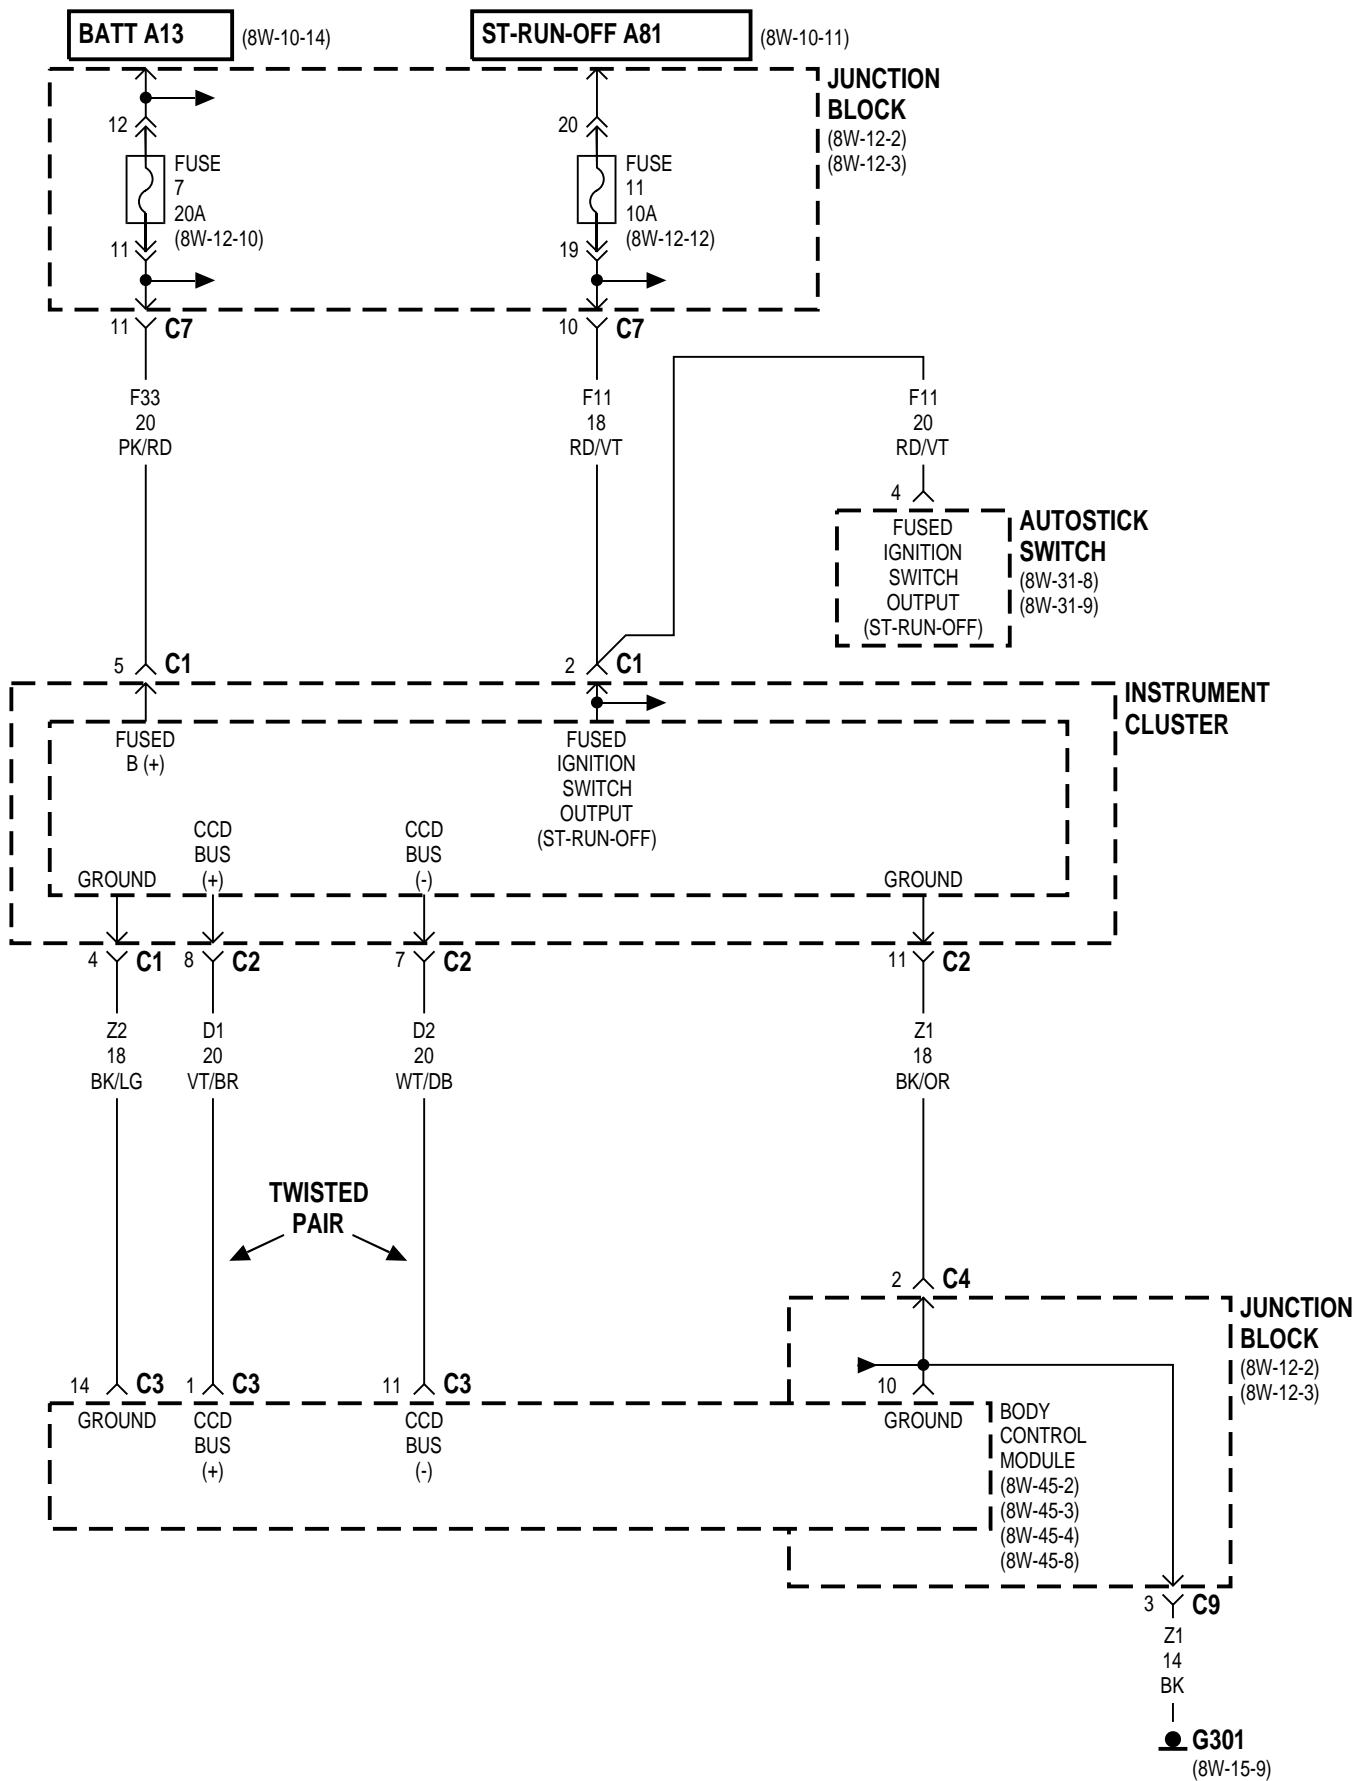 BATT A13
(8W-10-14)
ST-RUN-OFF A81
(8W-10-11)
JUNCTION
BLOCK
(8W-12-2)
(8W-12-3)
12
FUSE
7
20A
(8W-12-10)
11
20
FUSE
11
10A
(8W-12-12)
19
11
C7
10
C7
F33
20
PK/RD
F11
18
RD/VT
F11
20
RD/VT
4
FUSED
IGNITION
SWITCH
OUTPUT
(ST-RUN-OFF)
AUTOSTICK
SWITCH
(8W-31-8)
(8W-31-9)
5
C1
2
C1
INSTRUMENT
CLUSTER
FUSED
B (+)
FUSED
IGNITION
SWITCH
OUTPUT
(ST-RUN-OFF)
GROUND
CCD
BUS
(+)
CCD
BUS
(-)
GROUND
4
C1
8
C2
7
C2
11
C2
Z2
18
BK/LG
D1
20
VT/BR
D2
20
WT/DB
Z1
18
BK/OR
TWISTED
PAIR
2
C4
JUNCTION
BLOCK
(8W-12-2)
(8W-12-3)
14
C3
1
C3
11
C3
10
GROUND
CCD
BUS
(+)
CCD
BUS
(-)
GROUND
BODY
CONTROL
MODULE
(8W-45-2)
(8W-45-3)
(8W-45-4)
(8W-45-8)
3
C9
Z1
14
BK
G301
(8W-15-9)